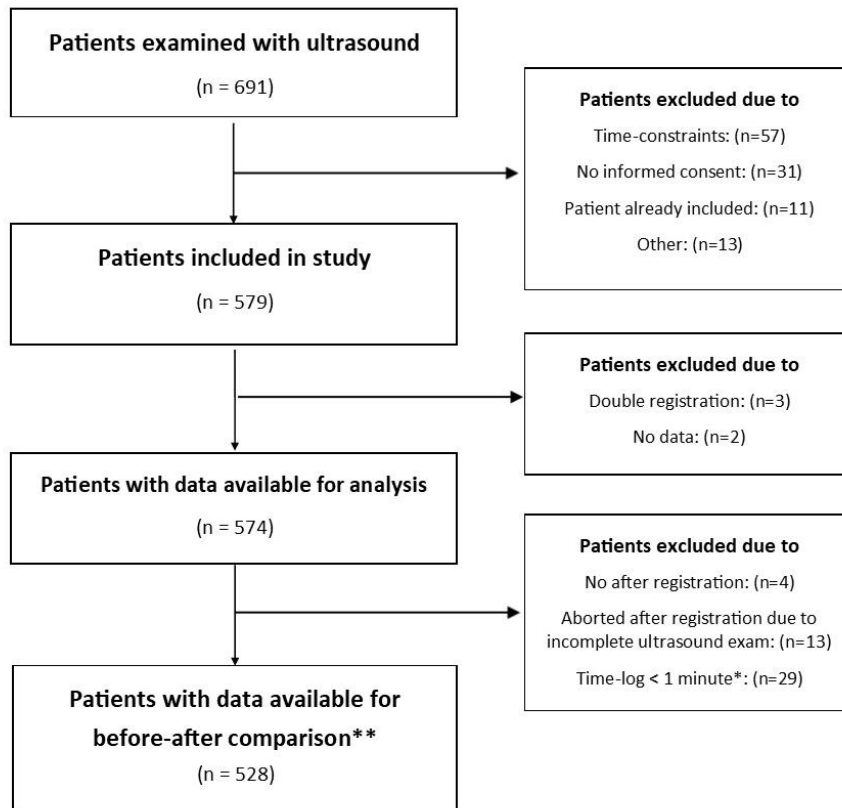 Patients examined with ultrasound
(n = 691)
Patients excluded due to
Time-constraints: (n=57)
No informed consent: (n=31)
Patient already included: (n=11)
Other: (n=13)
Patients included in study
(n = 579)
Patients excluded due to
Double registration: (n=3)
No data: (n=2)
Patients with data available for analysis
(n = 574)
Patients excluded due to
No after registration: (n=4)
Aborted after registration due to
incomplete ultrasound exam: (n=13)
Time-log < 1 minute*: (n=29)
Patients with data available for
before-after comparison**
(n = 528)